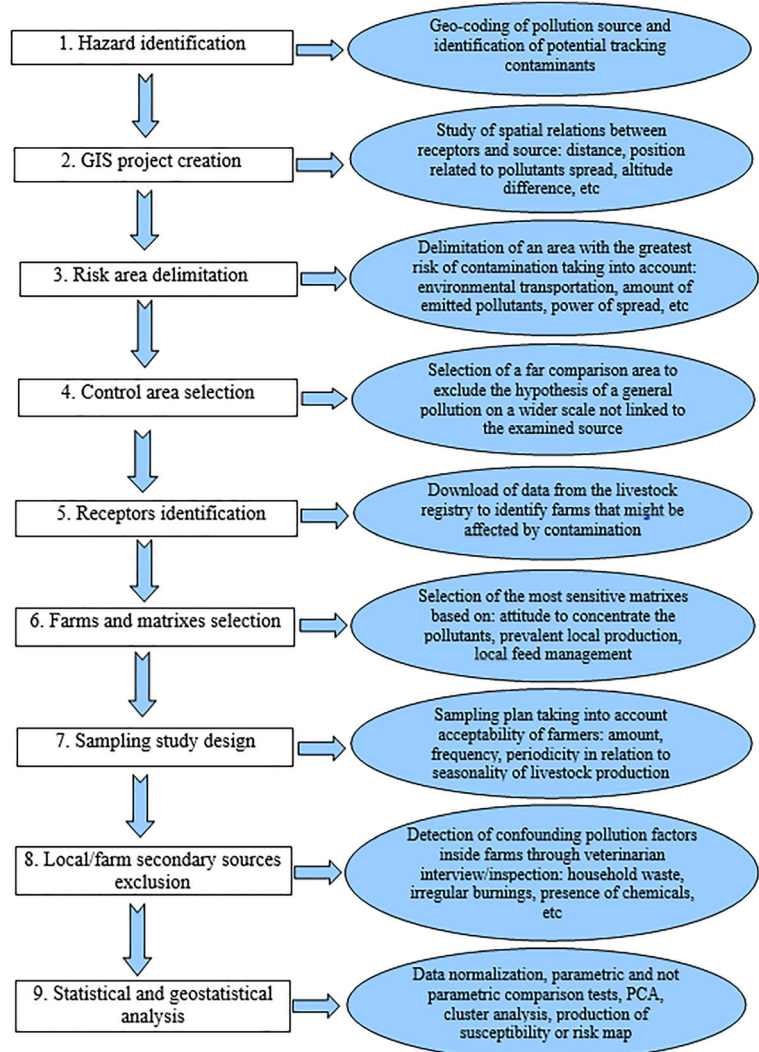 1. Hazard identification
Geo-coding of pollution source and
identification of potential tracking
contaminants
2. GIS project creation
Study of spatial relations between
receptors and source: distance, position
related to pollutants spread, altitude
difference, etc
3. Risk area delimitation
Delimitation of an area with the greatest
risk of contamination taking into account:
environmental transportation, amount of
emitted pollutants, power of spread, etc
4. Control area selection
Selection of a far comparison area to
exclude the hypothesis of a general
pollution on a wider scale not linked to
the examined source
5. Receptors identification
Download of data from the livestock
registry to identify farms that might be
affected by contamination
6. Farms and matrixes selection
Selection of the most sensitive matrixes
based on: attitude to concentrate the
pollutants, prevalent local production,
local feed management
7. Sampling study design
Sampling plan taking into account
acceptability of farmers: amount,
frequency, periodicity in relation to
seasonality of livestock production
8. Local/farm secondary sources
exclusion
Detection of confounding pollution factors
inside farms through veterinarian
interview/inspection: household waste,
irregular burnings, presence of chemicals,
etc
9. Statistical and geostatistical
analysis
Data normalization, parametric and not
parametric comparison tests, PCA,
cluster analysis, production of
susceptibility or risk map